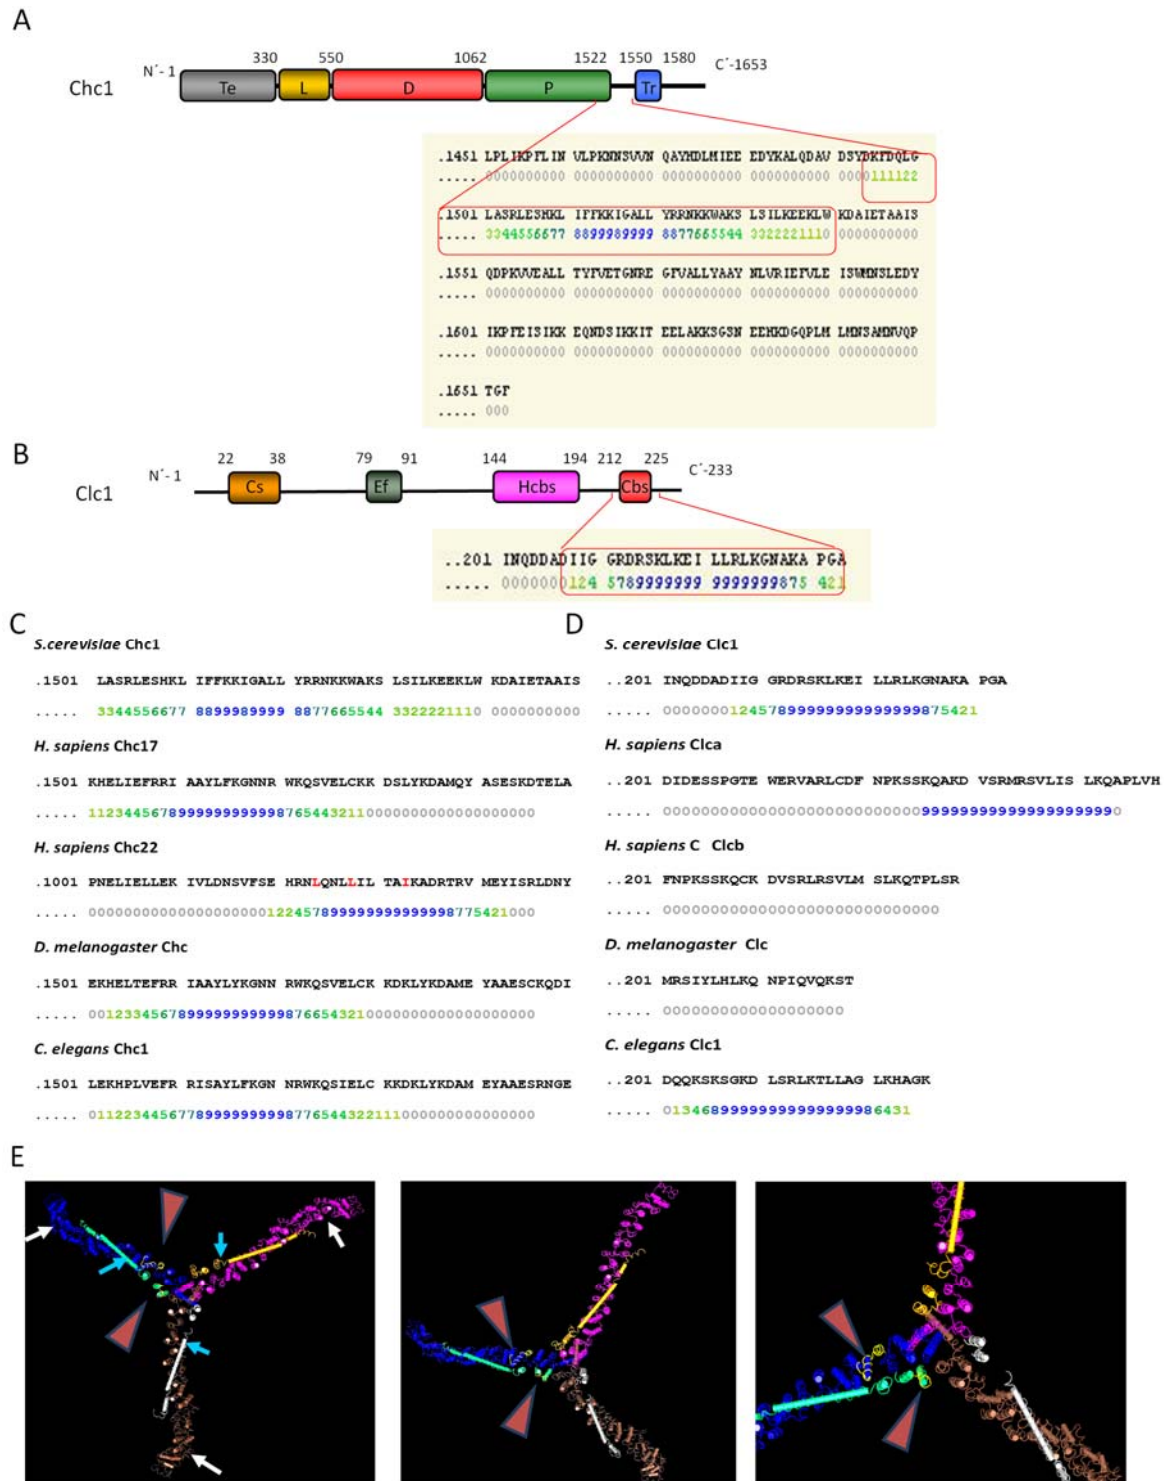 A
330 550 1062 1522 1550 1580
N´- 1 C´-1653
Chc1 Te L D P Tr
.1451 LPLIKPFLIN VLPKNNSVVN QAYHDLMIEE EDYKALQDAV DSYDKFDQLG
..... 0000000000 0000000000 0000000000 0000000000 0000111122
.1501 LASRLESHKL IFFKKIGALL YRRNKKWAKS LSILKEEKLW KDAIETAAIS
..... 3344556677 8899989999 8877665544 3322221110 0000000000
.1551 QDPKVVEALL TYFVETGNRE GFVALLYAAY NLVRIEFVLE ISWMNSLEDY
..... 0000000000 0000000000 0000000000 0000000000 0000000000
.1601 IKPFEISIKK EQNDSIKKIT EELAKKSGSN EEHKDGQPLM LMNSAMNVQP
..... 0000000000 0000000000 0000000000 0000000000 0000000000
.1651 TGF
..... 000
B
22 38 79 91 144 194 212 225
N´- 1 C´-233
Clc1 Cs Ef Hcbs Cbs
..201 INQDDADIIG GRDRSKLKEI LLRLKGNAKA PGA
..... 0000000124 5789999999 9999999875 421
C
S.cerevisiae Chc1
.1501 LASRLESHKL IFFKKIGALL YRRNKKWAKS LSILKEEKLW KDAIETAAIS
..... 3344556677 8899989999 8877665544 3322221110 0000000000
H. sapiens Chc17
.1501 KHELIEFRRI AAYLFKGNNR WKQSVELCKK DSLYKDAMQY ASESKDTELA
..... 11233445678999999999998765443211000000000000000000
H. sapiens Chc22
.1001 PNELIELLEK IVLDNSVFSE HRNLQNLLIL TAIKADRTRV MEYISRLDNY
..... 00000000000000000000122457899999999999998775421000
D. melanogaster Chc
.1501 EKHELTEFRR IAAYLYKGNN RWKQSVELCK KDKLYKDAMEY AAESCKQDI
..... 00123345678999999999998766543210000000000000000000
C. elegans Chc1
.1501 LEKHPLVEFR RISAYLFKGN NRWKQSIELC KKDKLYKDAM EYAAESRNGE
..... 01122344567789999999999877654432211100000000000000
D
S. cerevisiae Clc1
..201 INQDDADIIG GRDRSKLKEI LLRLKGNAKA PGA
..... 000000012457899999999999999875421
H. sapiens Clca
..201 DIDESSPGTE WERVARLCDF NPKSSKQAKD VSRMRSVLIS LKQAPLVH
..... 000000000000000000000000000099999999999999999990
H. sapiens C Clcb
..201 FNPKSSKQCK DVSRLRSVLM SLKQTPLSR
..... 00000000000000000000000000000
D. melanogaster Clc
..201 MRSIYLHLKQ NPIQVQKST
..... 0000000000000000000
C. elegans Clc1
..201 DQQKSKSGKD LSRLKTLLAG LKHAGK
..... 01346899999999999999986431
E